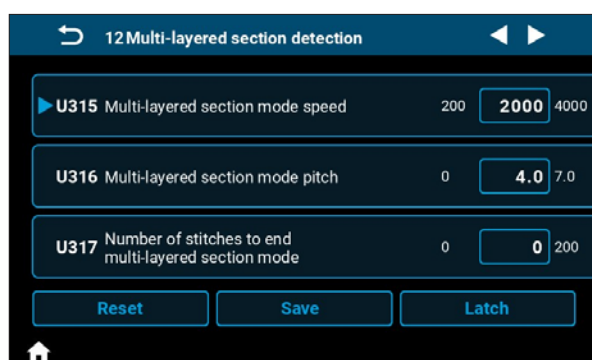 12 Multi-layered section detection
U315 Multi-layered section mode speed 200 2000 4000
U316 Multi-layered section mode pitch 0 4.0 7.0
U317 Number of stitches to end
multi-layered section mode 0 0 200
Reset Save Latch